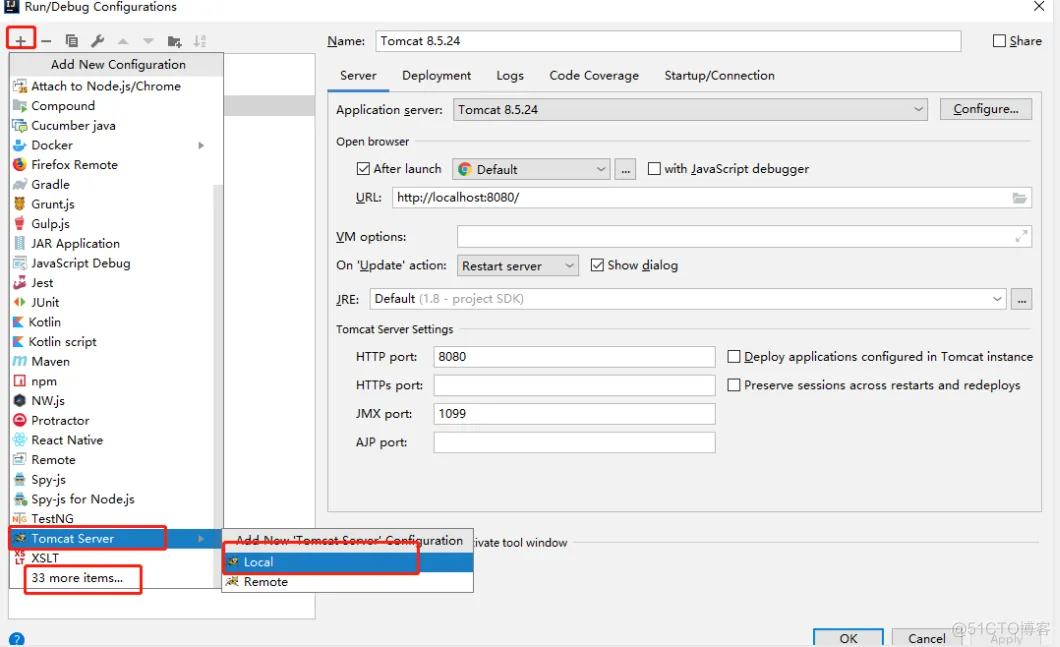 Run/Debug Configurations
Add New Configuration
Attach to Node.js/Chrome
Compound
Cucumber java
Docker
Firefox Remote
Gradle
Grunt.js
Gulp.js
JAR Application
JavaScript Debug
Jest
JUnit
Kotlin
Kotlin script
Maven
npm
NW.js
Protractor
React Native
Remote
Spy-js
Spy-js for Node.js
TestNG
Tomcat Server
XSLT
33 more items...
Add New 'Tomcat Server' Configuration
Local
Remote
Name: Tomcat 8.5.24 Share
Server Deployment Logs Code Coverage Startup/Connection
Application server: Tomcat 8.5.24 Configure...
Open browser
After launch Default ... with JavaScript debugger
URL: http://localhost:8080/
VM options:
On 'Update' action: Restart server Show dialog
JRE: Default (1.8 - project SDK) ...
Tomcat Server Settings
HTTP port: 8080 Deploy applications configured in Tomcat instance
HTTPs port: Preserve sessions across restarts and redeploys
JMX port: 1099
AJP port:
ivate tool window
OK Cancel Apply
@51CTO博客